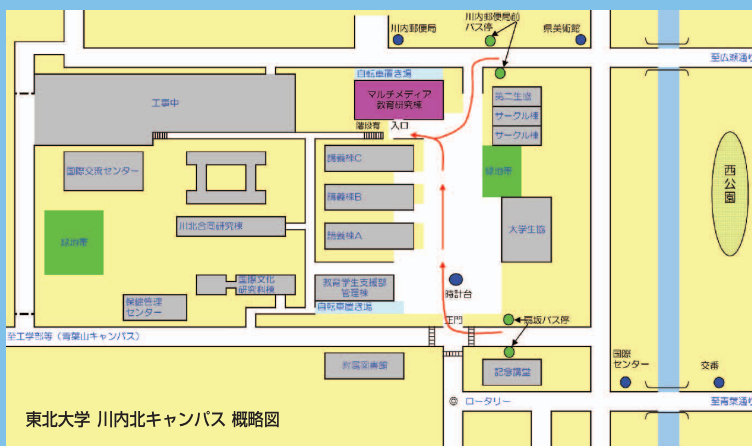 川内郵便局
川内郵便局前
バス停
県美術館
至広瀬通り
自転車置き場
工事中
マルチメディア
教育研究棟
第二生協
サークル棟
サークル棟
階段有
入口
講義棟C
国際交流センター
緑地帯
西公園
講義棟B
川北合同研究棟
大学生協
緑地帯
講義棟A
国際文化
研究科棟
教育学生支援部
管理棟
時計台
保健管理
センター
自転車置き場
正門
扇坂バス停
至工学部等(青葉山キャンパス)
附属図書館
記念講堂
国際
センター
交番
@ ロータリー
至青葉通り
東北大学 川内北キャンパス 概略図